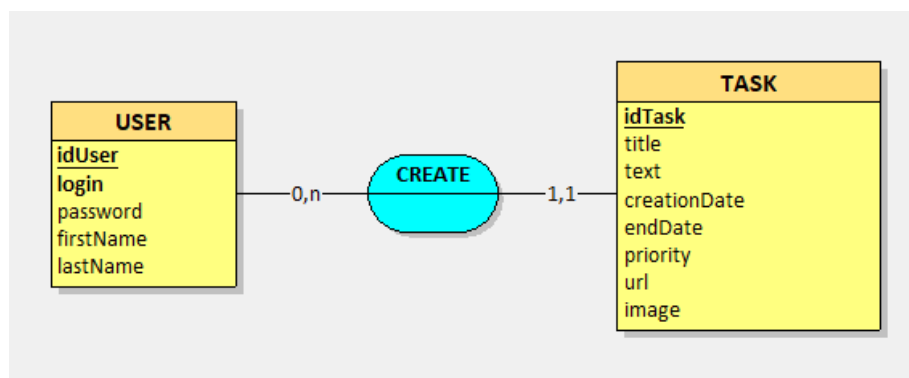 USER
idUser
login
password
firstName
lastName
0,n
CREATE
1,1
TASK
idTask
title
text
creationDate
endDate
priority
url
image